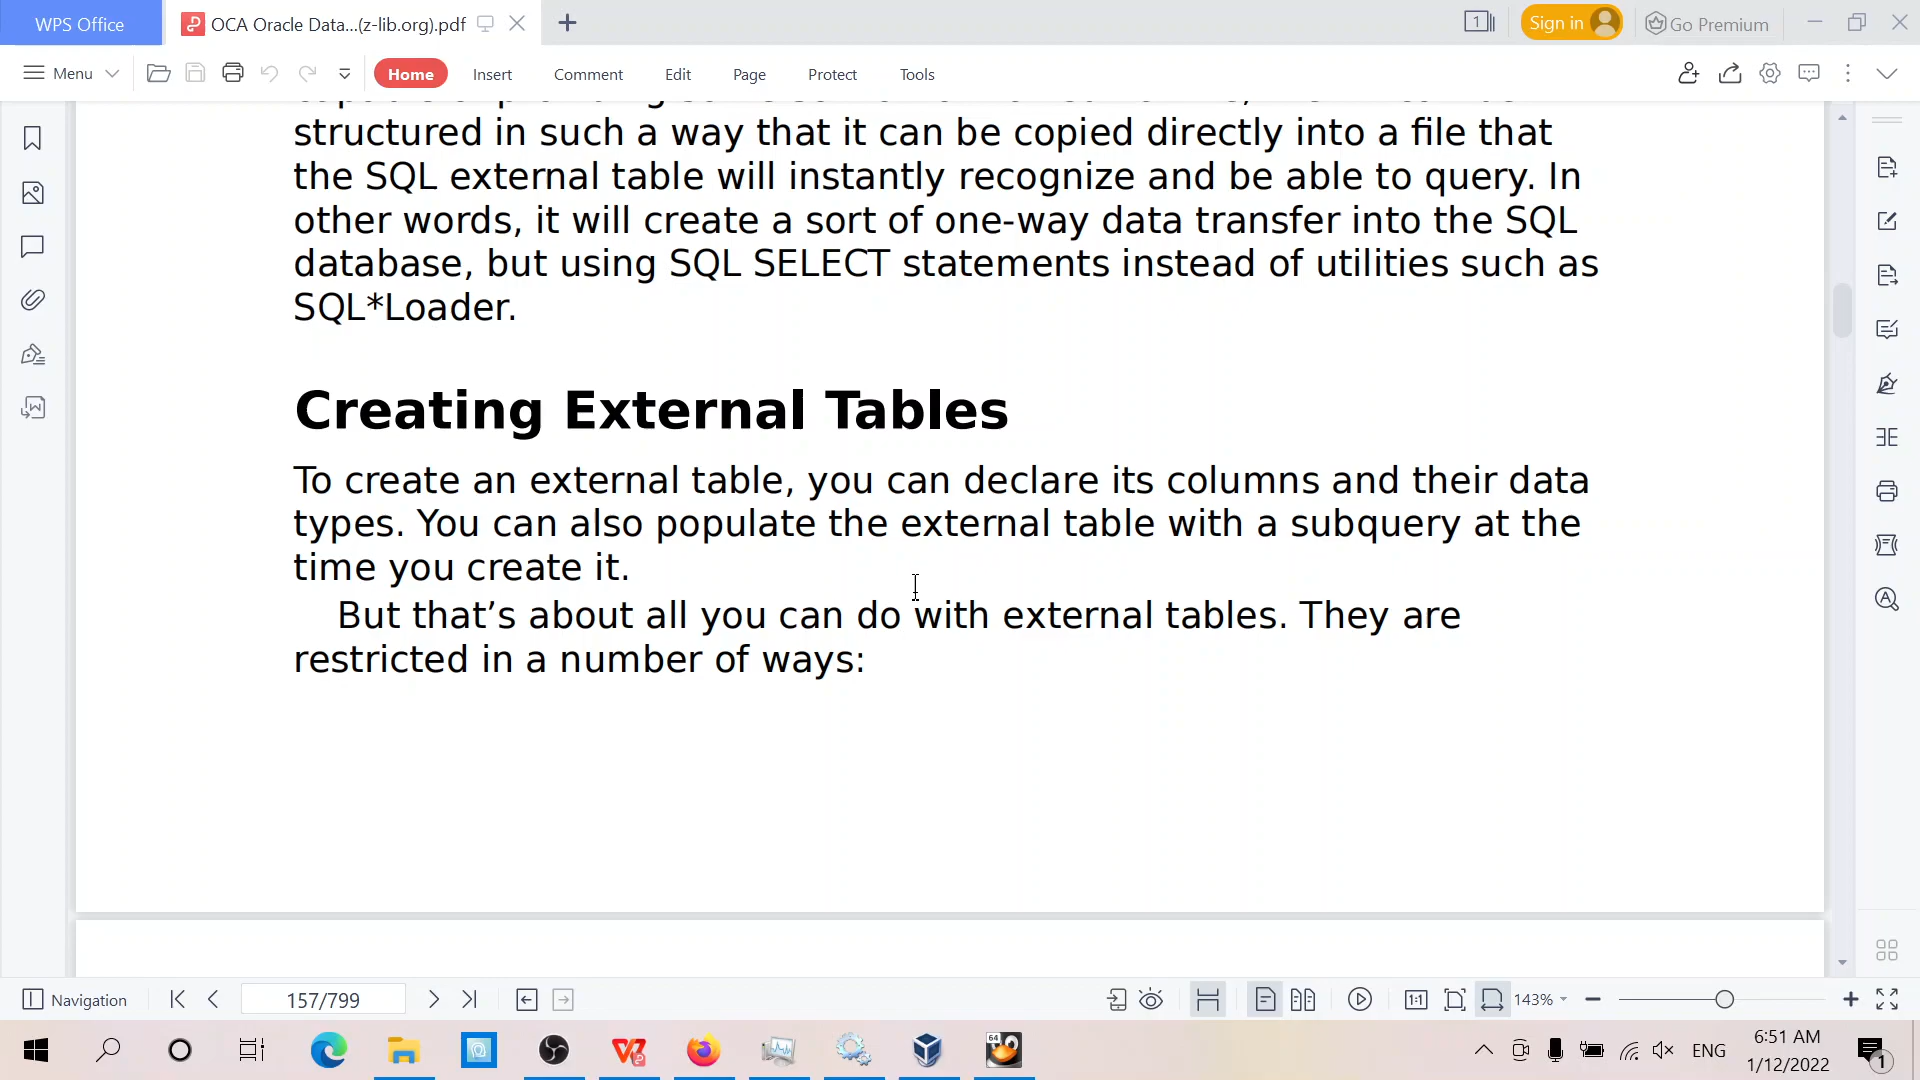 WPS Office
OCA Oracle Data...(z-lib.org).pdf
1
Sign in
Go Premium
Menu
Home
Insert
Comment
Edit
Page
Protect
Tools
structured in such a way that it can be copied directly into a file that
the SQL external table will instantly recognize and be able to query. In
other words, it will create a sort of one-way data transfer into the SQL
database, but using SQL SELECT statements instead of utilities such as
SQL*Loader.
Creating External Tables
To create an external table, you can declare its columns and their data
types. You can also populate the external table with a subquery at the
time you create it.
But that’s about all you can do with external tables. They are
restricted in a number of ways:
Navigation
157/799
1:1
143%
64
ENG
6:51 AM
1/12/2022
1